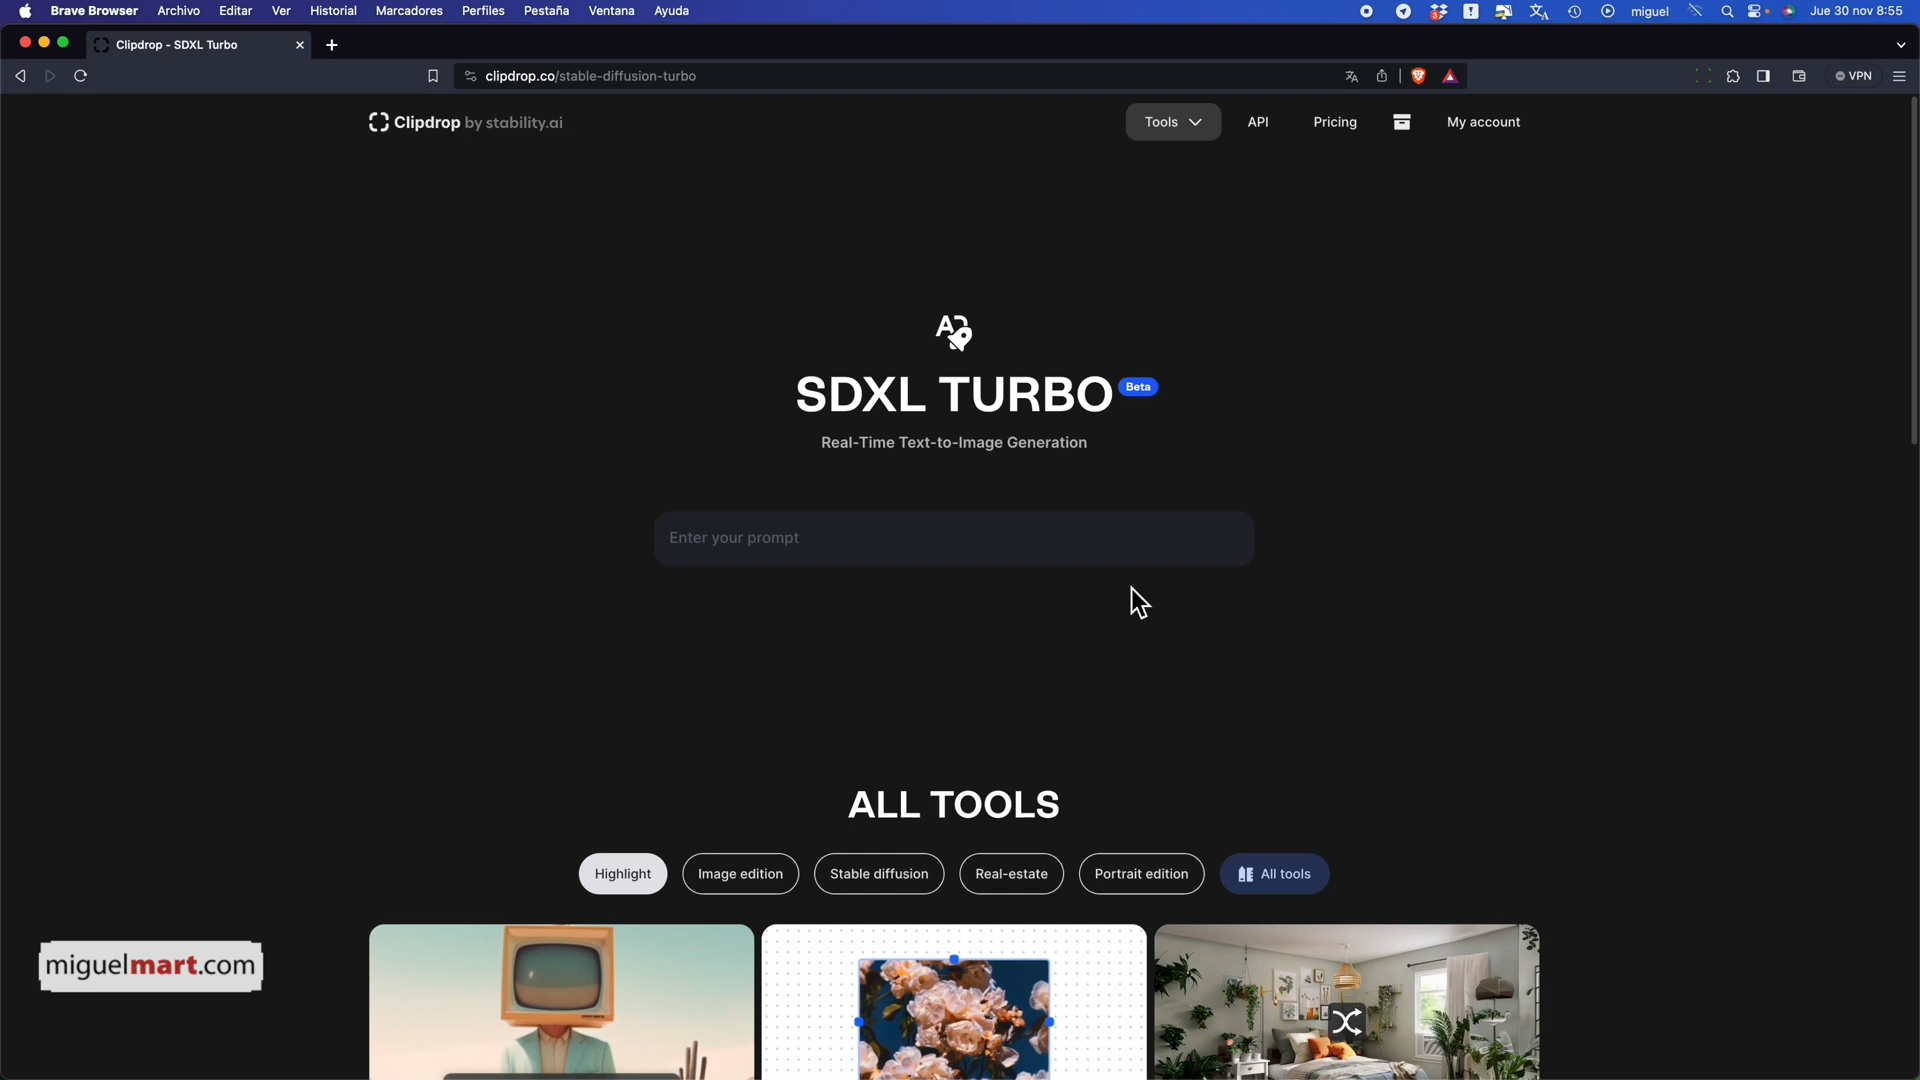 Brave Browser Archivo Editar Ver Historial Marcadores Perfiles Pestaña Ventana Ayuda
3 miguel Jue 30 nov 8:55
Clipdrop - SDXL Turbo
clipdrop.co/stable-diffusion-turbo
VPN
Clipdrop by stability.ai
Tools API Pricing My account
SDXL TURBO Beta
Real-Time Text-to-Image Generation
Enter your prompt
ALL TOOLS
Highlight Image edition Stable diffusion Real-estate Portrait edition All tools
miguelmart.com